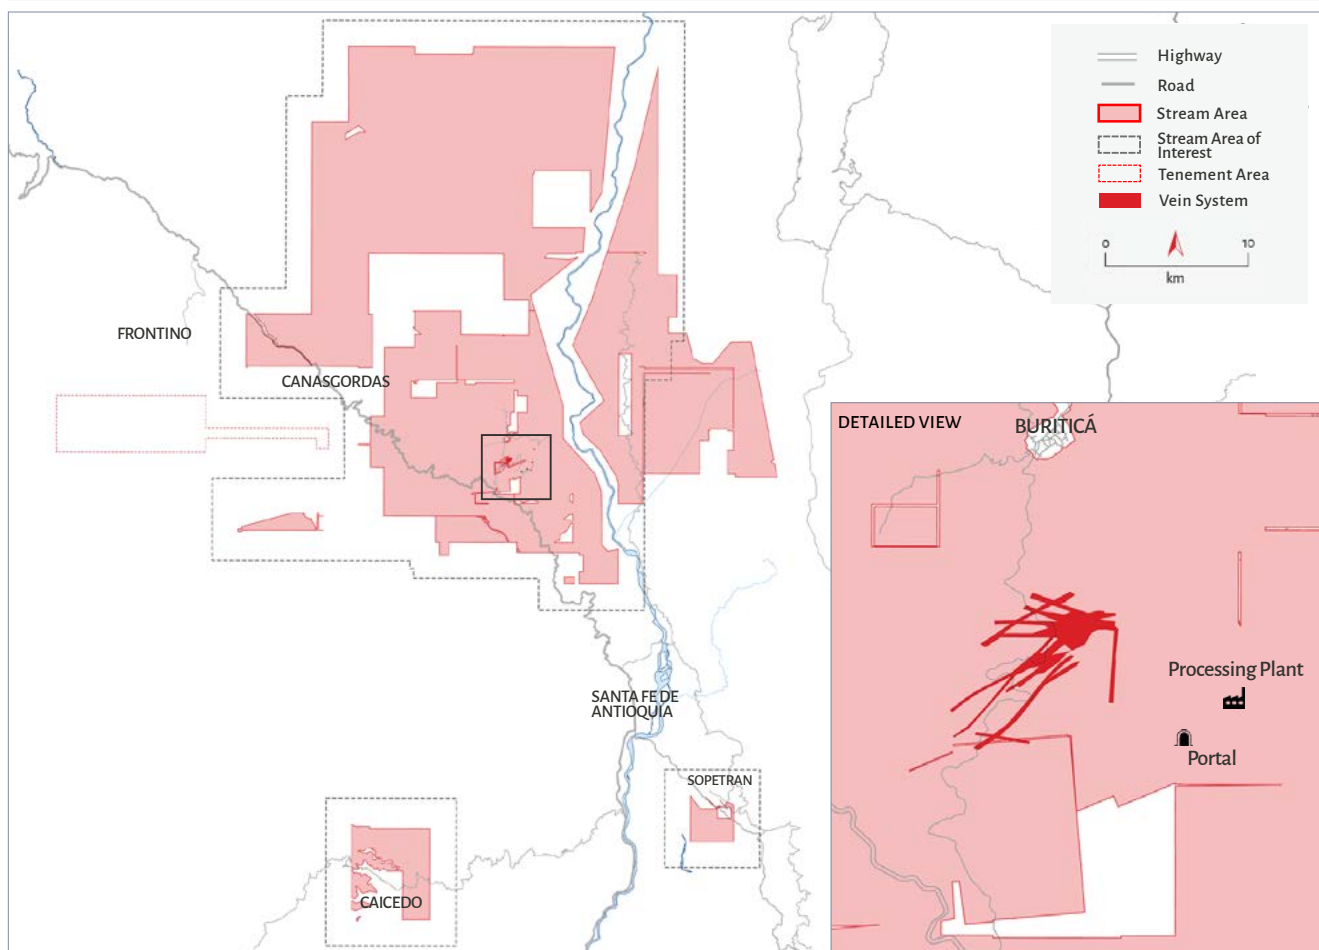 Highway
Road
Stream Area
Stream Area of
Interest
Tenement Area
Vein System
0 10
km
FRONTINO
CANASGORDAS
SANTA FE DE
ANTIOQUIA
SOPETRAN
CAICEDO
DETAILED VIEW
BURITICÁ
Processing Plant
Portal